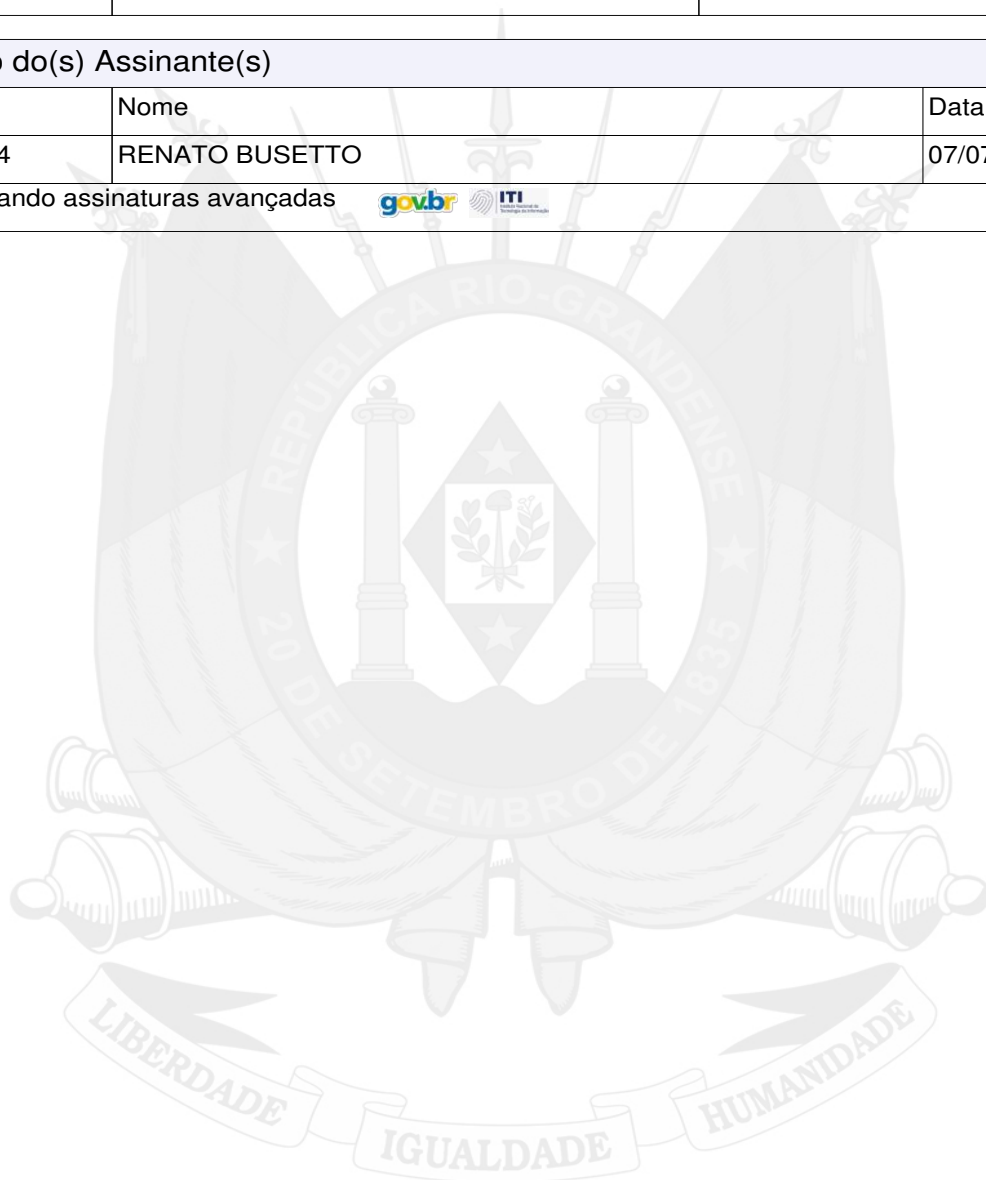 o do(s) Assinante(s)
Nome Data
4 RENATO BUSETTO 07/07
ando assinaturas avançadas gov.br ITI
REPÚBLICA RIO-GRANDENSE
20 DE SETEMBRO DE 1835
LIBERDADE IGUALDADE HUMANIDADE